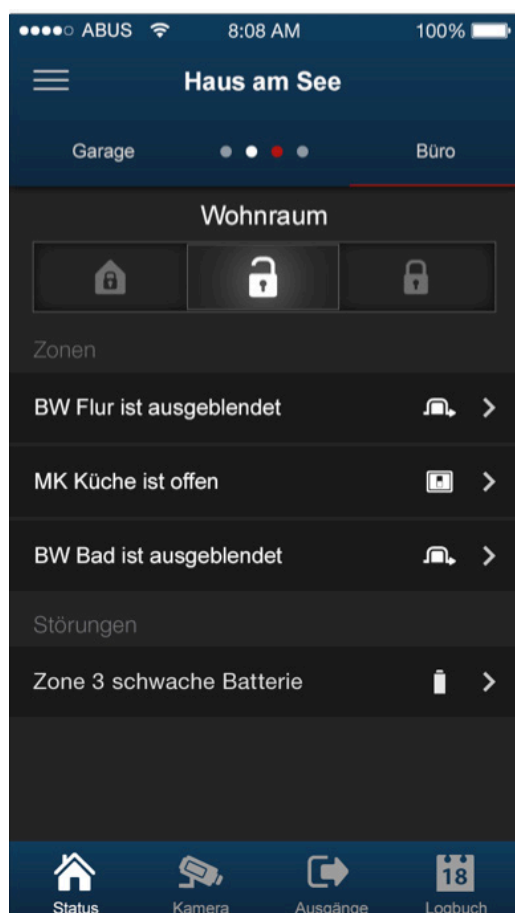 ABUS 8:08 AM 100%
Haus am See
Garage Büro
Wohnraum
Zonen
BW Flur ist ausgeblendet
MK Küche ist offen
BW Bad ist ausgeblendet
Störungen
Zone 3 schwache Batterie
18
Status Kamera Ausgänge Logbuch